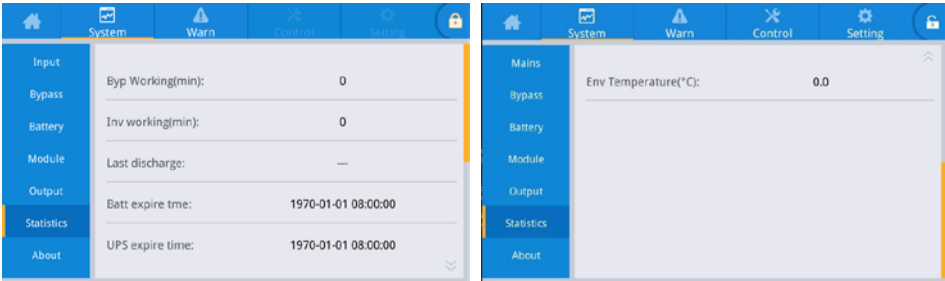 System Warn Control Setting
Input
Bypass
Battery
Module
Output
Statistics
About
Byp Working(min): 0
Inv working(min): 0
Last discharge: ---
Batt expire tme: 1970-01-01 08:00:00
UPS expire time: 1970-01-01 08:00:00
System Warn Control Setting
Mains
Bypass
Battery
Module
Output
Statistics
About
Env Temperature(°C): 0.0